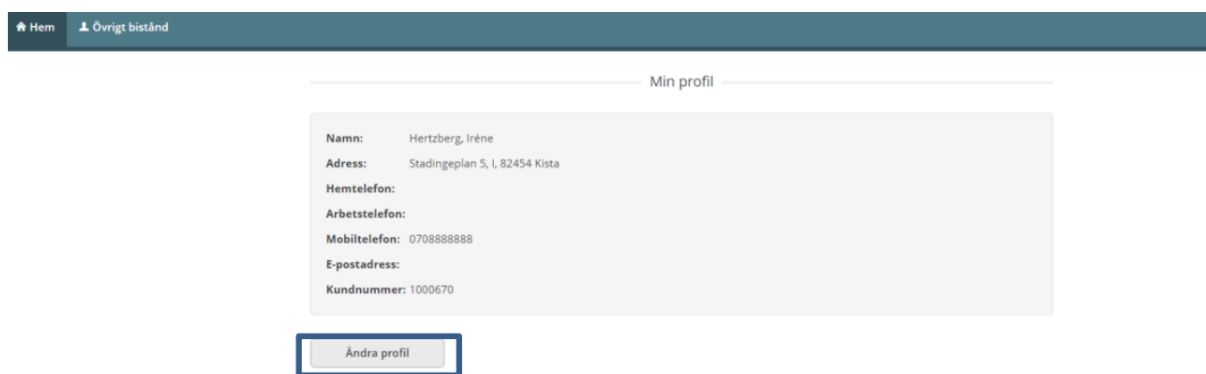 Hem Övrigt bistånd
Min profil
Namn: Hertzberg, Iréne
Adress: Stadingeplan 5, I, 82454 Kista
Hemtelefon:
Arbetstelefon:
Mobiltelefon: 0708888888
E-postadress:
Kundnummer: 1000670
Ändra profil